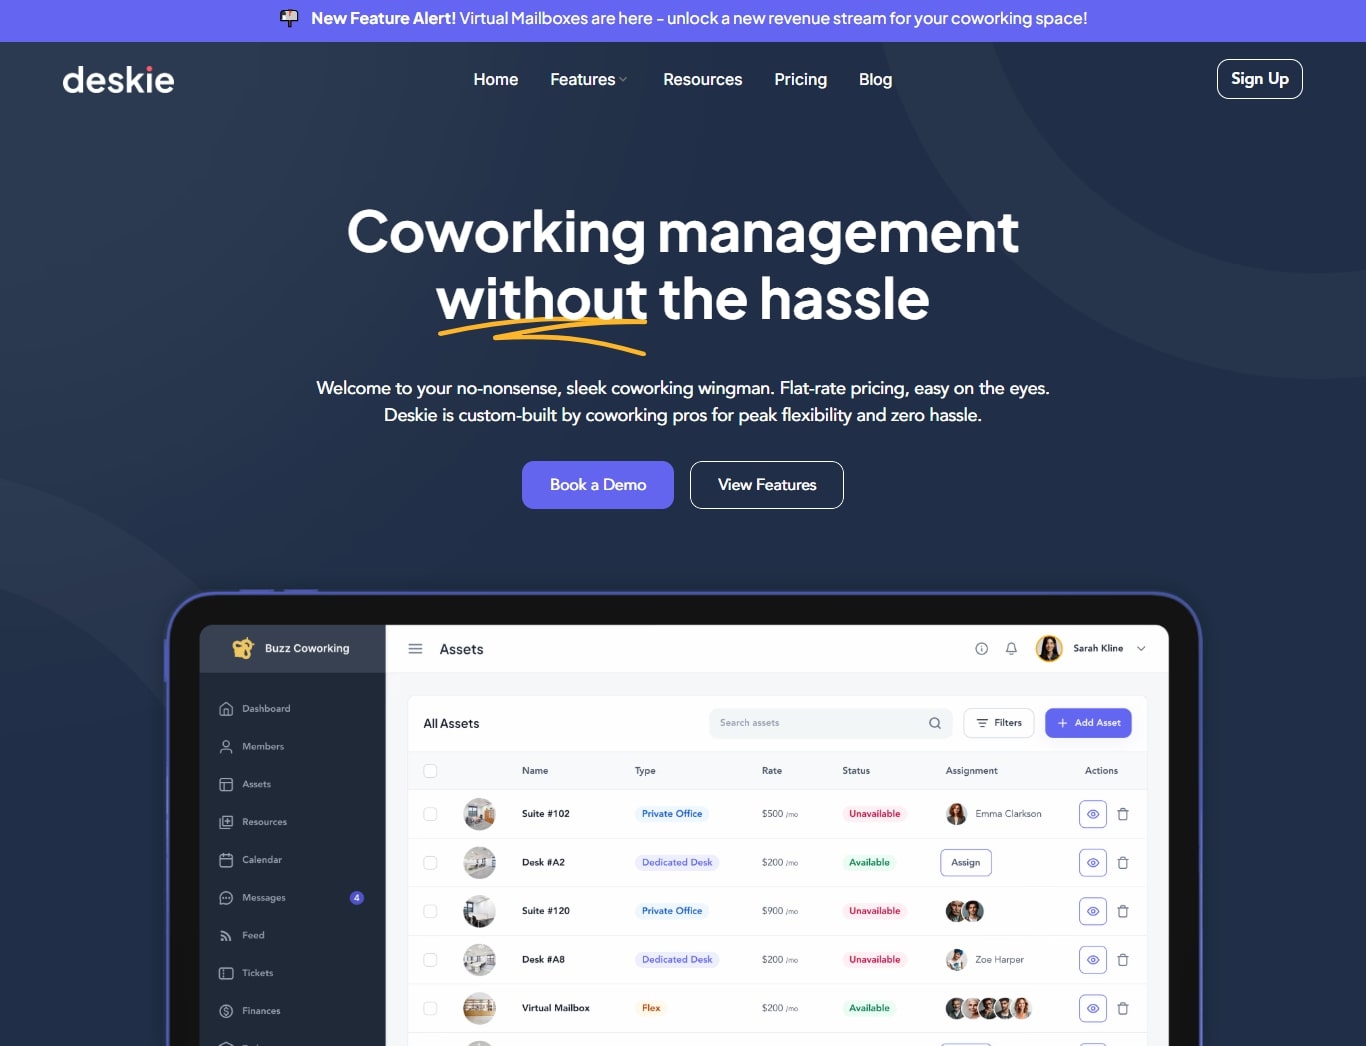 New Feature Alert! Virtual Mailboxes are here - unlock a new revenue stream for your coworking space!
deskie
Home
Features
Resources
Pricing
Blog
Sign Up
Coworking management
without the hassle
Welcome to your no-nonsense, sleek coworking wingman. Flat-rate pricing, easy on the eyes.
Deskie is custom-built by coworking pros for peak flexibility and zero hassle.
Book a Demo
View Features
Buzz Coworking
Assets
Sarah Kline
Dashboard
Members
Assets
Resources
Calendar
Messages 4
Feed
Tickets
Finances
All Assets
Search assets
Filters
+ Add Asset
Name Type Rate Status Assignment Actions
Suite #102 Private Office $500 /mo Unavailable Emma Clarkson
Desk #A2 Dedicated Desk $200 /mo Available Assign
Suite #120 Private Office $900 /mo Unavailable
Desk #A8 Dedicated Desk $200 /mo Unavailable Zoe Harper
Virtual Mailbox Flex $200 /mo Available